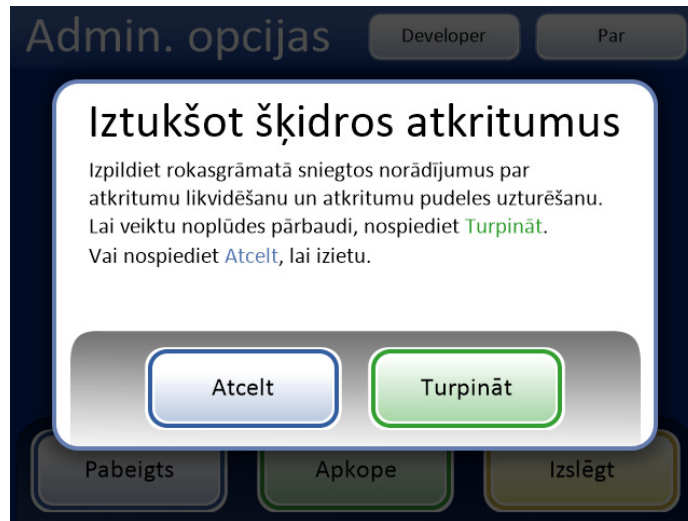 Admin. opcijas
Developer
Par
Iztukšot šķidros atkritumus
Izpildiet rokasgrāmatā sniegtos norādījumus par
atkritumu likvidēšanu un atkritumu pudeles uzturēšanu.
Lai veiktu noplūdes pārbaudi, nospiediet Turpināt.
Vai nospiediet Atcelt, lai izietu.
Atcelt
Turpināt
Pabeigts
Apkope
Izslēgt